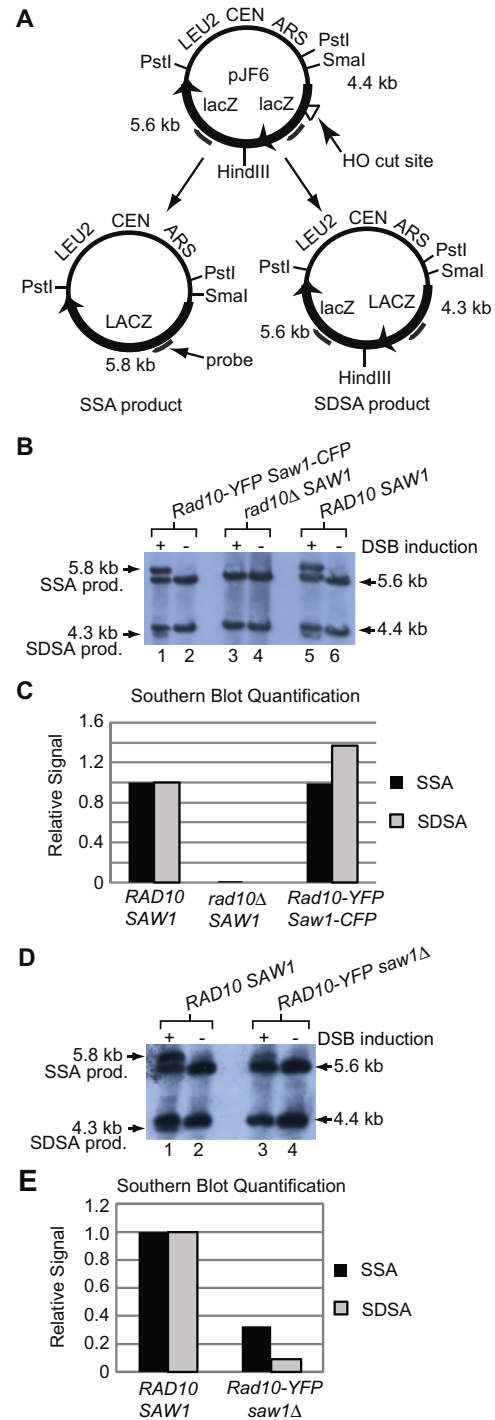 A
LEU2 CEN ARS
PstI
PstI
SmaI
pJF6
4.4 kb
lacZ lacZ
5.6 kb
HO cut site
HindIII
LEU2 CEN ARS
PstI
PstI
SmaI
LACZ
5.8 kb
probe
SSA product
LEU2 CEN ARS
PstI
PstI
SmaI
lacZ LACZ
4.3 kb
5.6 kb
HindIII
SDSA product
B
Rad10-YFP Saw1-CFP
rad10Δ SAW1
RAD10 SAW1
+ - + - + - DSB induction
5.8 kb
SSA prod.
5.6 kb
4.3 kb
SDSA prod.
4.4 kb
1 2 3 4 5 6
C
Southern Blot Quantification
Relative Signal
1.6
1.2
0.8
0.4
0
SSA
SDSA
RAD10 SAW1
rad10Δ SAW1
Rad10-YFP Saw1-CFP
D
RAD10 SAW1
RAD10-YFP saw1Δ
+ - + - DSB induction
5.8 kb
SSA prod.
5.6 kb
4.3 kb
SDSA prod.
4.4 kb
1 2 3 4
E
Southern Blot Quantification
Relative Signal
1.2
1.0
0.8
0.6
0.4
0.2
0
SSA
SDSA
RAD10 SAW1
Rad10-YFP saw1Δ